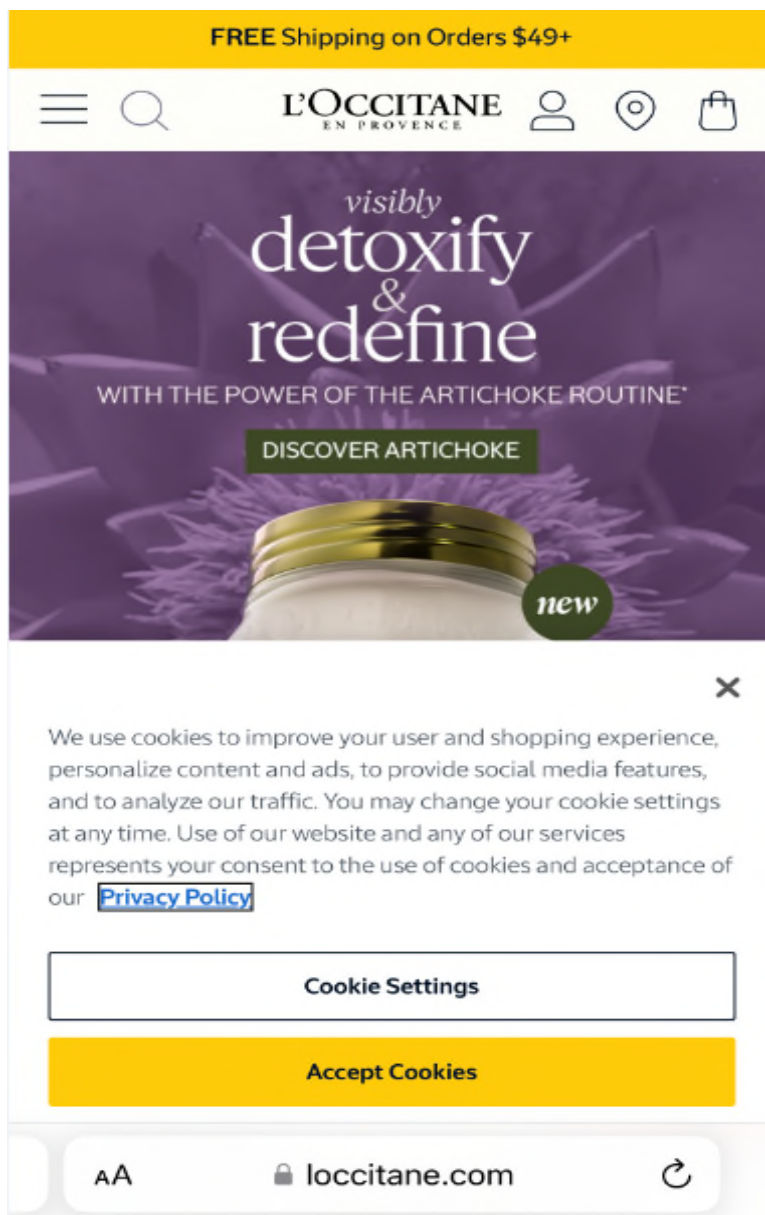 FREE Shipping on Orders $49+
L'OCCITANE
EN PROVENCE
visibly
detoxify
&
redefine
WITH THE POWER OF THE ARTICHOKE ROUTINE*
DISCOVER ARTICHOKE
new
We use cookies to improve your user and shopping experience,
personalize content and ads, to provide social media features,
and to analyze our traffic. You may change your cookie settings
at any time. Use of our website and any of our services
represents your consent to the use of cookies and acceptance of
our Privacy Policy
Cookie Settings
Accept Cookies
AA loccitane.com